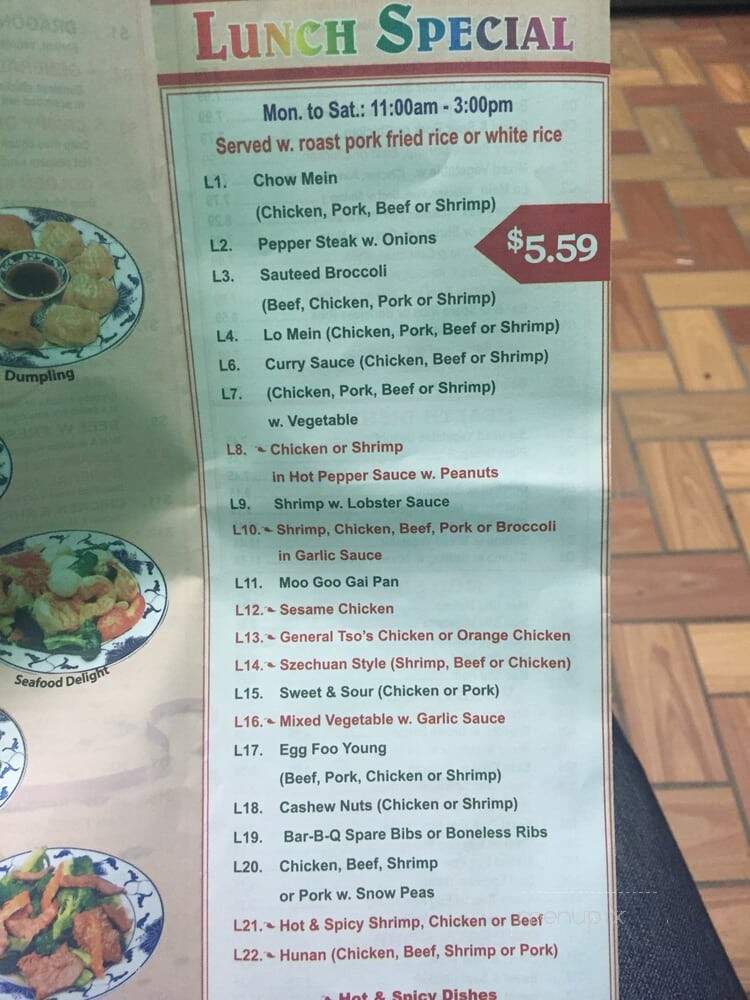 LUNCH SPECIAL
Mon. to Sat.: 11:00am - 3:00pm
Served w. roast pork fried rice or white rice
L1. Chow Mein
(Chicken, Pork, Beef or Shrimp)
L2. Pepper Steak w. Onions
$5.59
L3. Sauteed Broccoli
(Beef, Chicken, Pork or Shrimp)
L4. Lo Mein (Chicken, Pork, Beef or Shrimp)
L6. Curry Sauce (Chicken, Beef or Shrimp)
L7. (Chicken, Pork, Beef or Shrimp)
w. Vegetable
L8. Chicken or Shrimp
in Hot Pepper Sauce w. Peanuts
L9. Shrimp w. Lobster Sauce
L10. Shrimp, Chicken, Beef, Pork or Broccoli
in Garlic Sauce
L11. Moo Goo Gai Pan
L12. Sesame Chicken
L13. General Tso's Chicken or Orange Chicken
L14. Szechuan Style (Shrimp, Beef or Chicken)
L15. Sweet & Sour (Chicken or Pork)
L16. Mixed Vegetable w. Garlic Sauce
L17. Egg Foo Young
(Beef, Pork, Chicken or Shrimp)
L18. Cashew Nuts (Chicken or Shrimp)
L19. Bar-B-Q Spare Bibs or Boneless Ribs
L20. Chicken, Beef, Shrimp
or Pork w. Snow Peas
L21. Hot & Spicy Shrimp, Chicken or Beef
L22. Hunan (Chicken, Beef, Shrimp or Pork)
Hot & Spicy Dishes
Dumpling
Seafood Delight